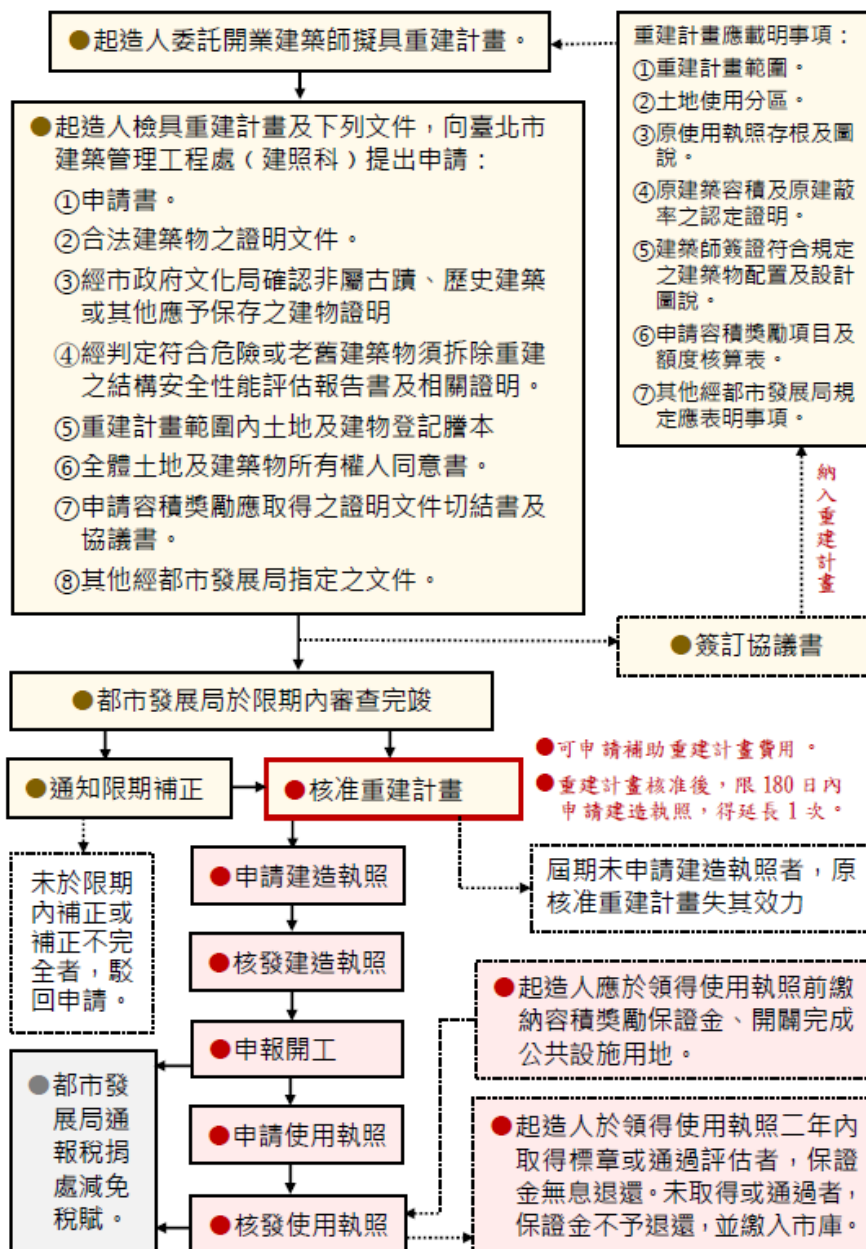 ●起造人委託開業建築師擬具重建計畫。
重建計畫應載明事項：
①重建計畫範圍。
②土地使用分區。
③原使用執照存根及圖
說。
④原建築容積及原建蔽
率之認定證明。
⑤建築師簽證符合規定
之建築物配置及設計
圖說。
⑥申請容積獎勵項目及
額度核算表。
⑦其他經都市發展局規
定應表明事項。
●起造人檢具重建計畫及下列文件，向臺北市
建築管理工程處（建照科）提出申請：
①申請書。
②合法建築物之證明文件。
③經市政府文化局確認非屬古蹟、歷史建築
或其他應予保存之建物證明
④經判定符合危險或老舊建築物須拆除重建
之結構安全性能評估報告書及相關證明。
⑤重建計畫範圍內土地及建物登記謄本
⑥全體土地及建築物所有權人同意書。
⑦申請容積獎勵應取得之證明文件切結書及
協議書。
⑧其他經都市發展局指定之文件。
納入重建計畫
●簽訂協議書
●都市發展局於限期內審查完竣
●通知限期補正
●核准重建計畫
●可申請補助重建計畫費用。
●重建計畫核准後，限 180 日內
申請建造執照，得延長 1 次。
未於限期
內補正或
補正不完
全者，駁
回申請。
●申請建造執照
屆期未申請建造執照者，原
核准重建計畫失其效力
●核發建造執照
●起造人應於領得使用執照前繳
納容積獎勵保證金、開闢完成
公共設施用地。
●申報開工
●都市發
展局通
報稅捐
處減免
稅賦。
●申請使用執照
●起造人於領得使用執照二年內
取得標章或通過評估者，保證
金無息退還。未取得或通過者，
保證金不予退還，並繳入市庫。
●核發使用執照